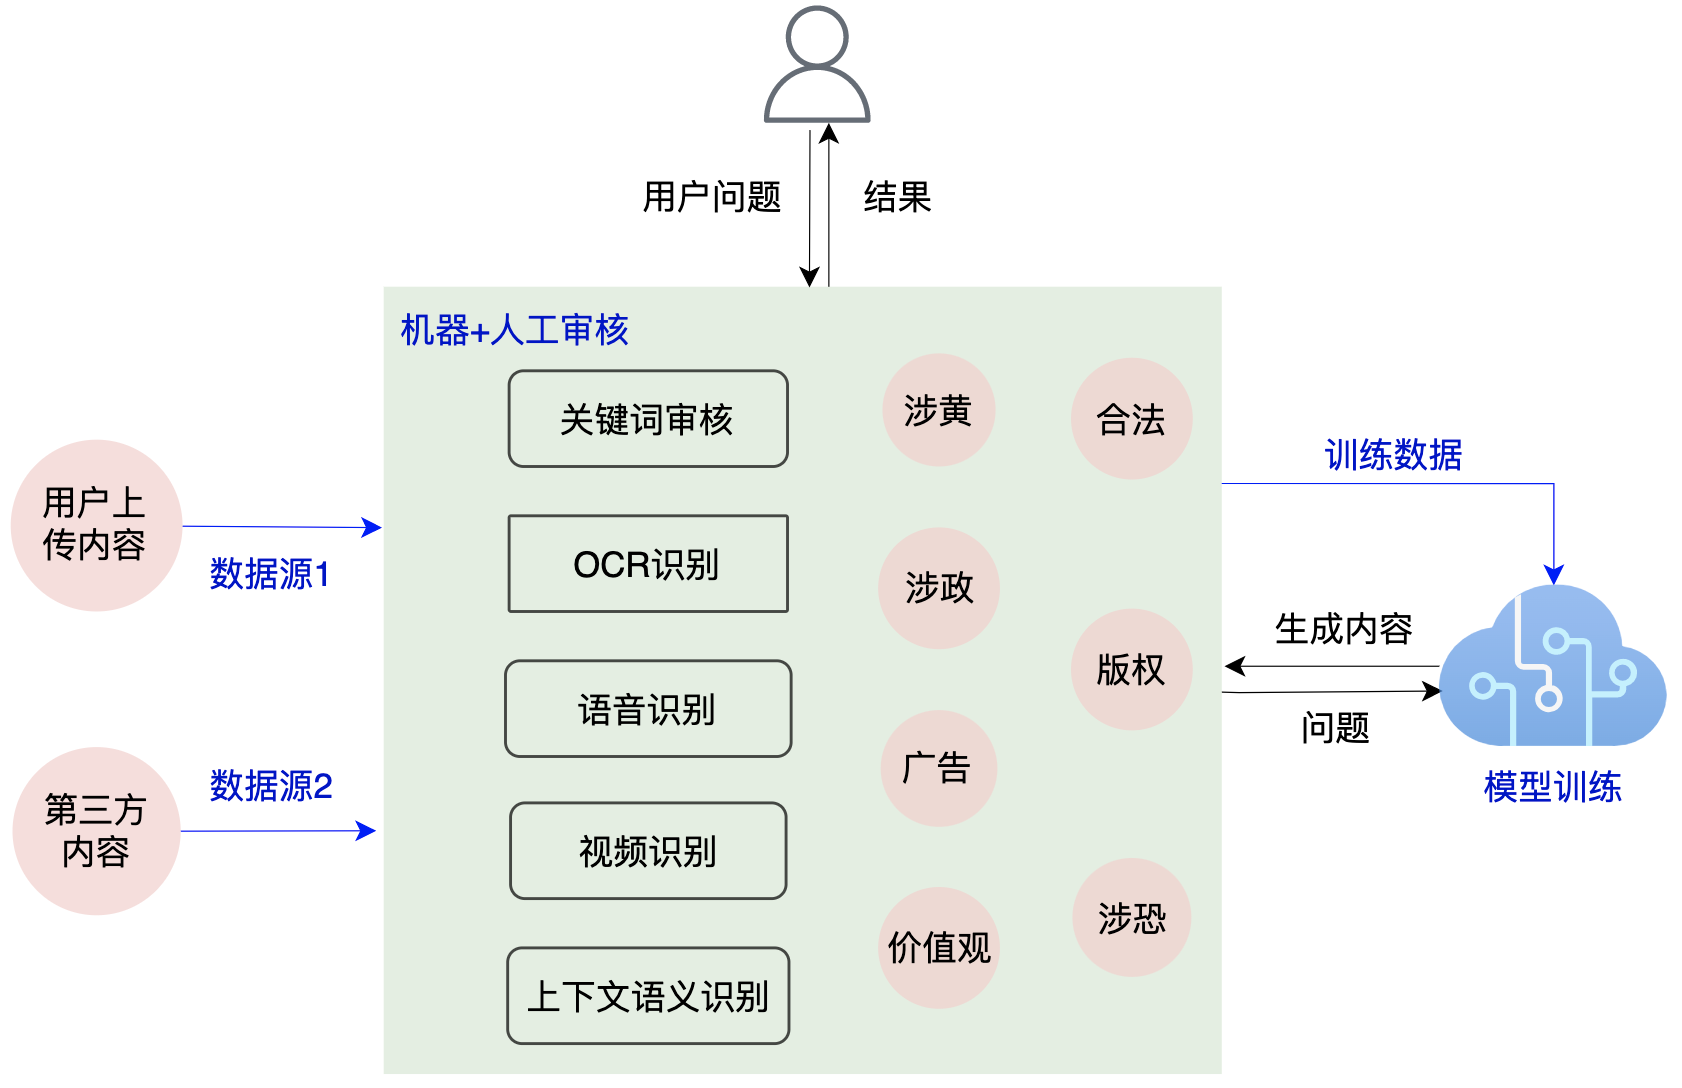 用户问题
结果
机器+人工审核
关键词审核
OCR识别
语音识别
视频识别
上下文语义识别
涉黄
涉政
广告
价值观
合法
版权
涉恐
用户上
传内容
数据源1
第三方
内容
数据源2
训练数据
生成内容
问题
模型训练